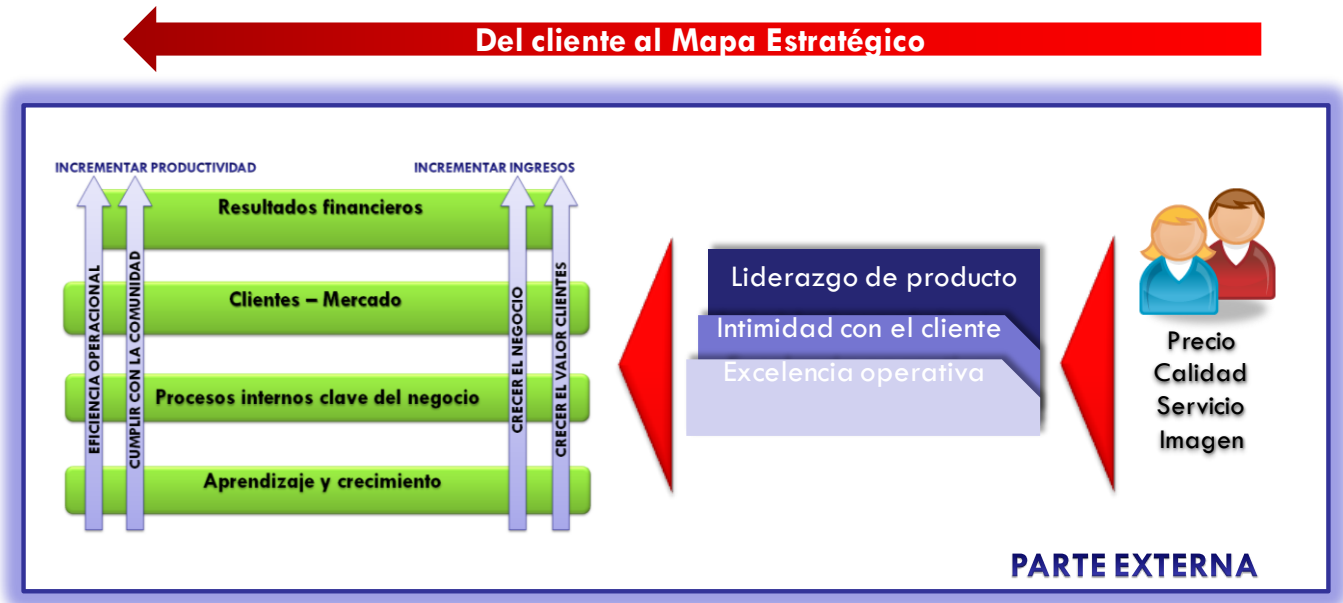 Del cliente al Mapa Estratégico
INCREMENTAR PRODUCTIVIDAD
INCREMENTAR INGRESOS
Resultados financieros
Clientes – Mercado
Procesos internos clave del negocio
Aprendizaje y crecimiento
EFICIENCIA OPERACIONAL
CUMPLIR CON LA COMUNIDAD
CRECER EL NEGOCIO
CRECER EL VALOR CLIENTES
Liderazgo de producto
Intimidad con el cliente
Excelencia operativa
Precio
Calidad
Servicio
Imagen
PARTE EXTERNA